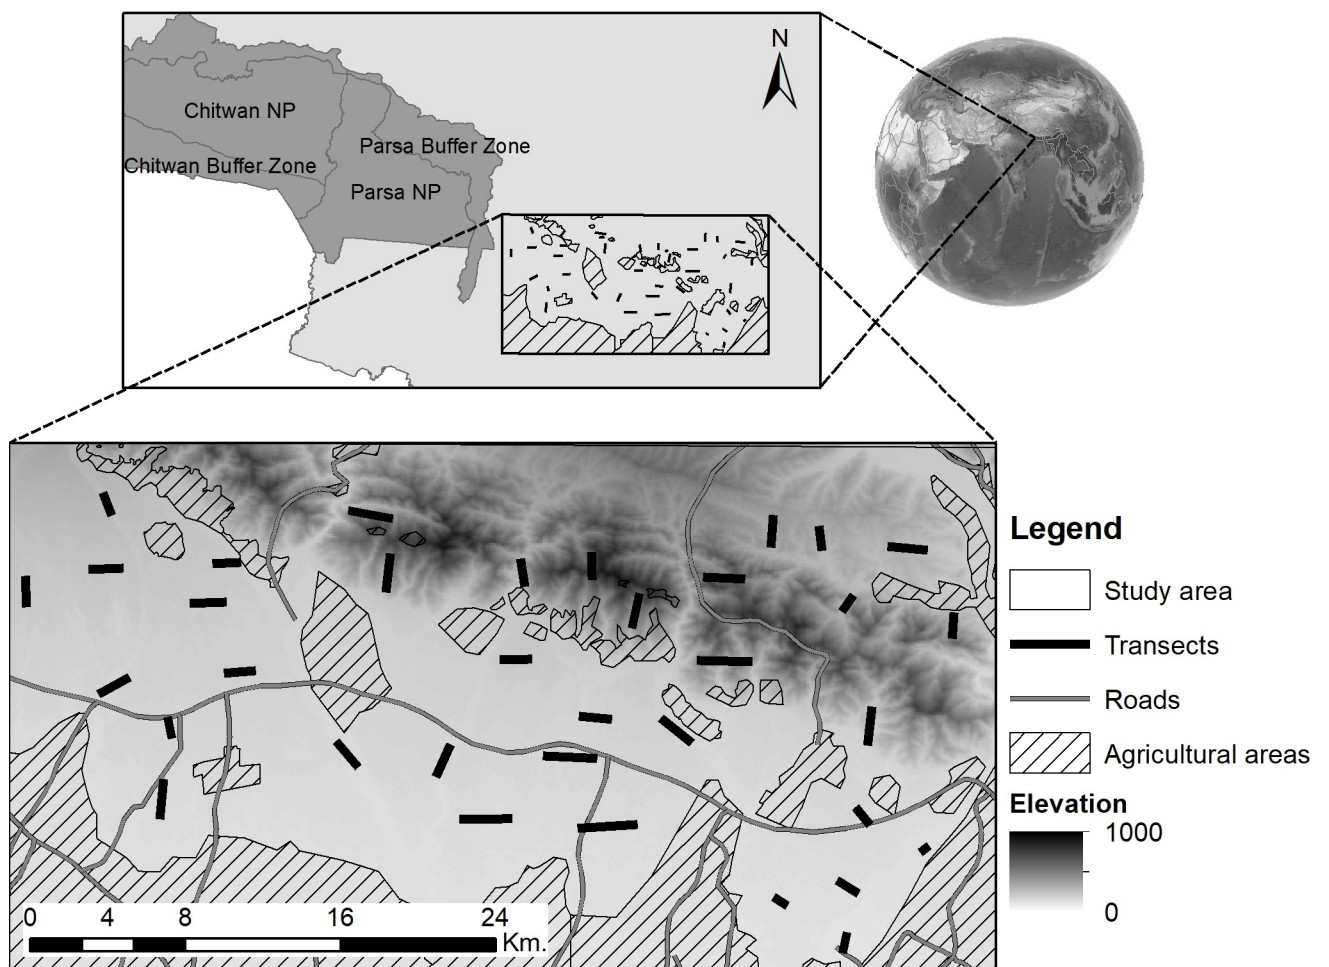 N
Chitwan NP
Parsa Buffer Zone
Chitwan Buffer Zone
Parsa NP
Legend
Study area
Transects
Roads
Agricultural areas
Elevation
1000
0
0 4 8 16 24
Km.